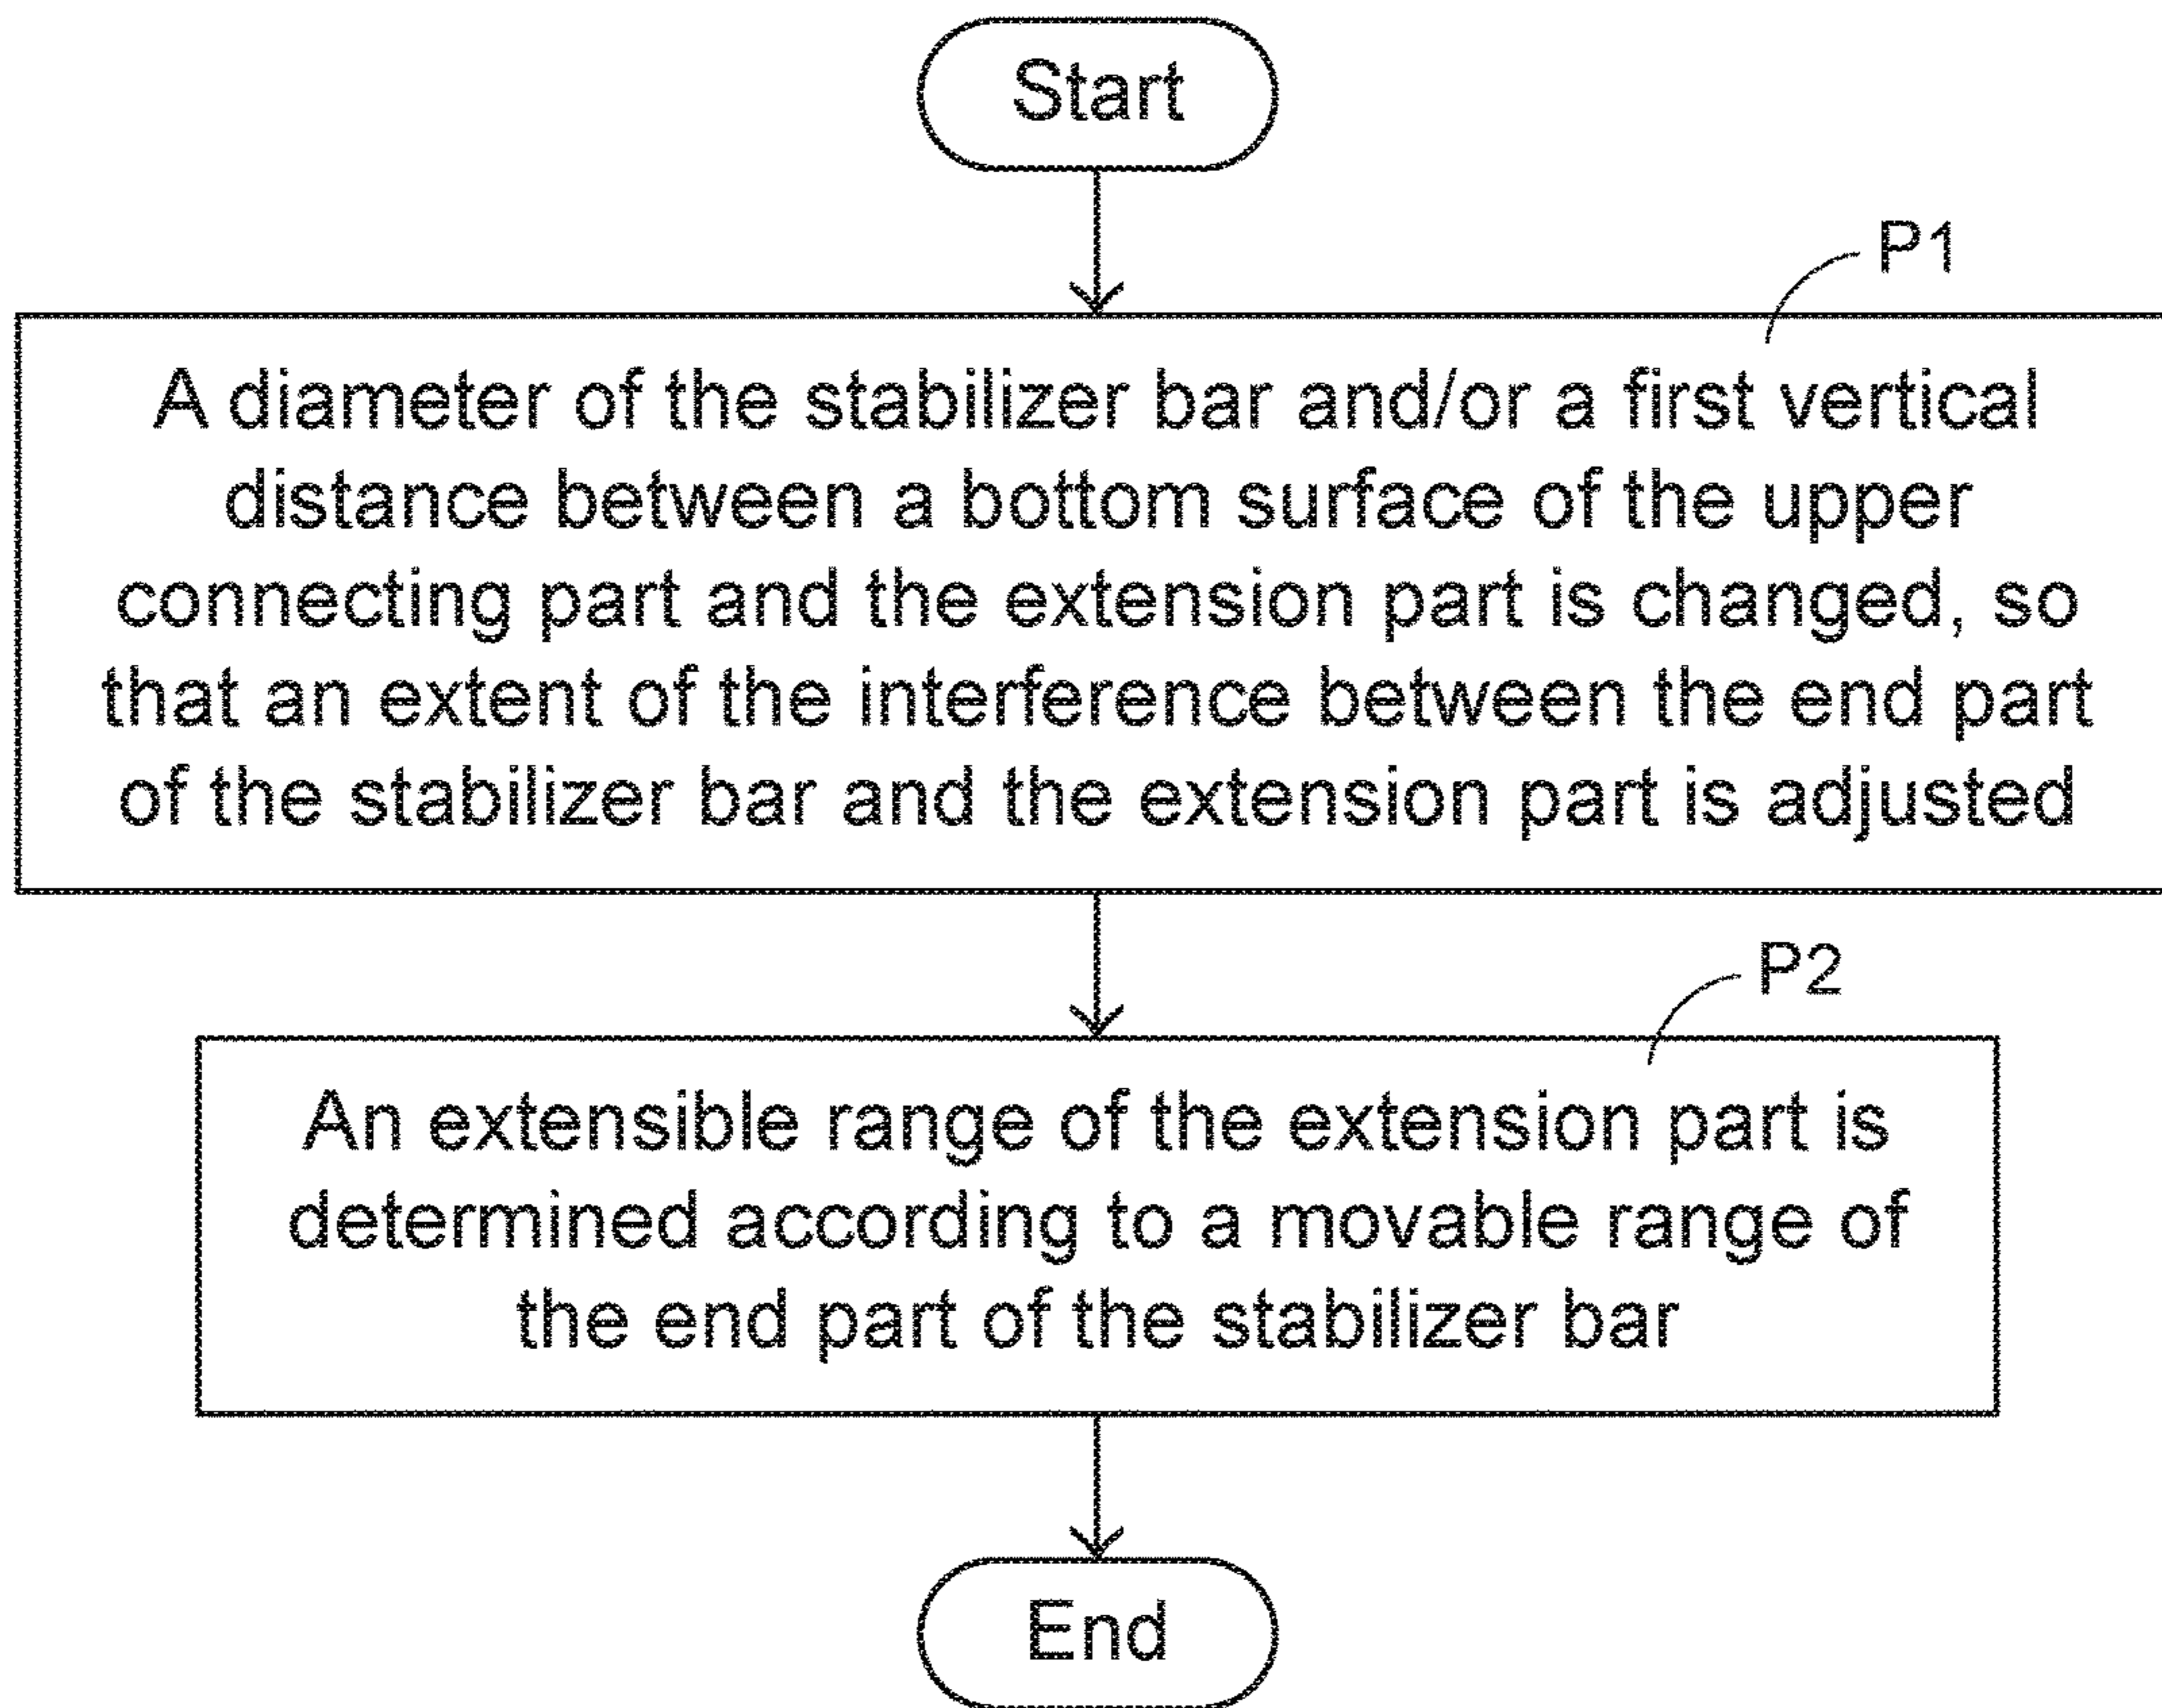 Start
P1
A diameter of the stabilizer bar and/or a first vertical
distance between a bottom surface of the upper
connecting part and the extension part is changed, so
that an extent of the interference between the end part
of the stabilizer bar and the extension part is adjusted
P2
An extensible range of the extension part is
determined according to a movable range of
the end part of the stabilizer bar
End